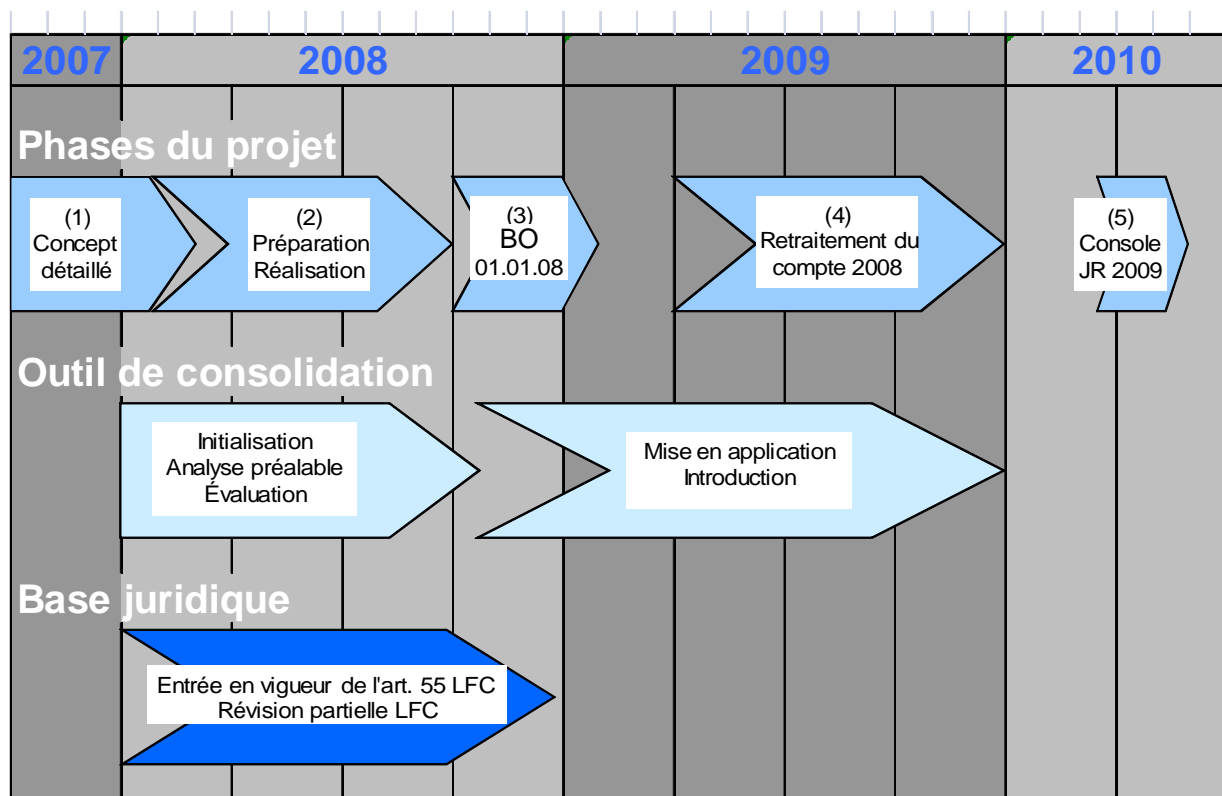 2007
2008
2009
2010
Phases du projet
(1)
Concept
détaillé
(2)
Préparation
Réalisation
(3)
BO
01.01.08
(4)
Retraitement du
compte 2008
(5)
Console
JR 2009
Outil de consolidation
Initialisation
Analyse préalable
Évaluation
Mise en application
Introduction
Base juridique
Entrée en vigueur de l'art. 55 LFC
Révision partielle LFC